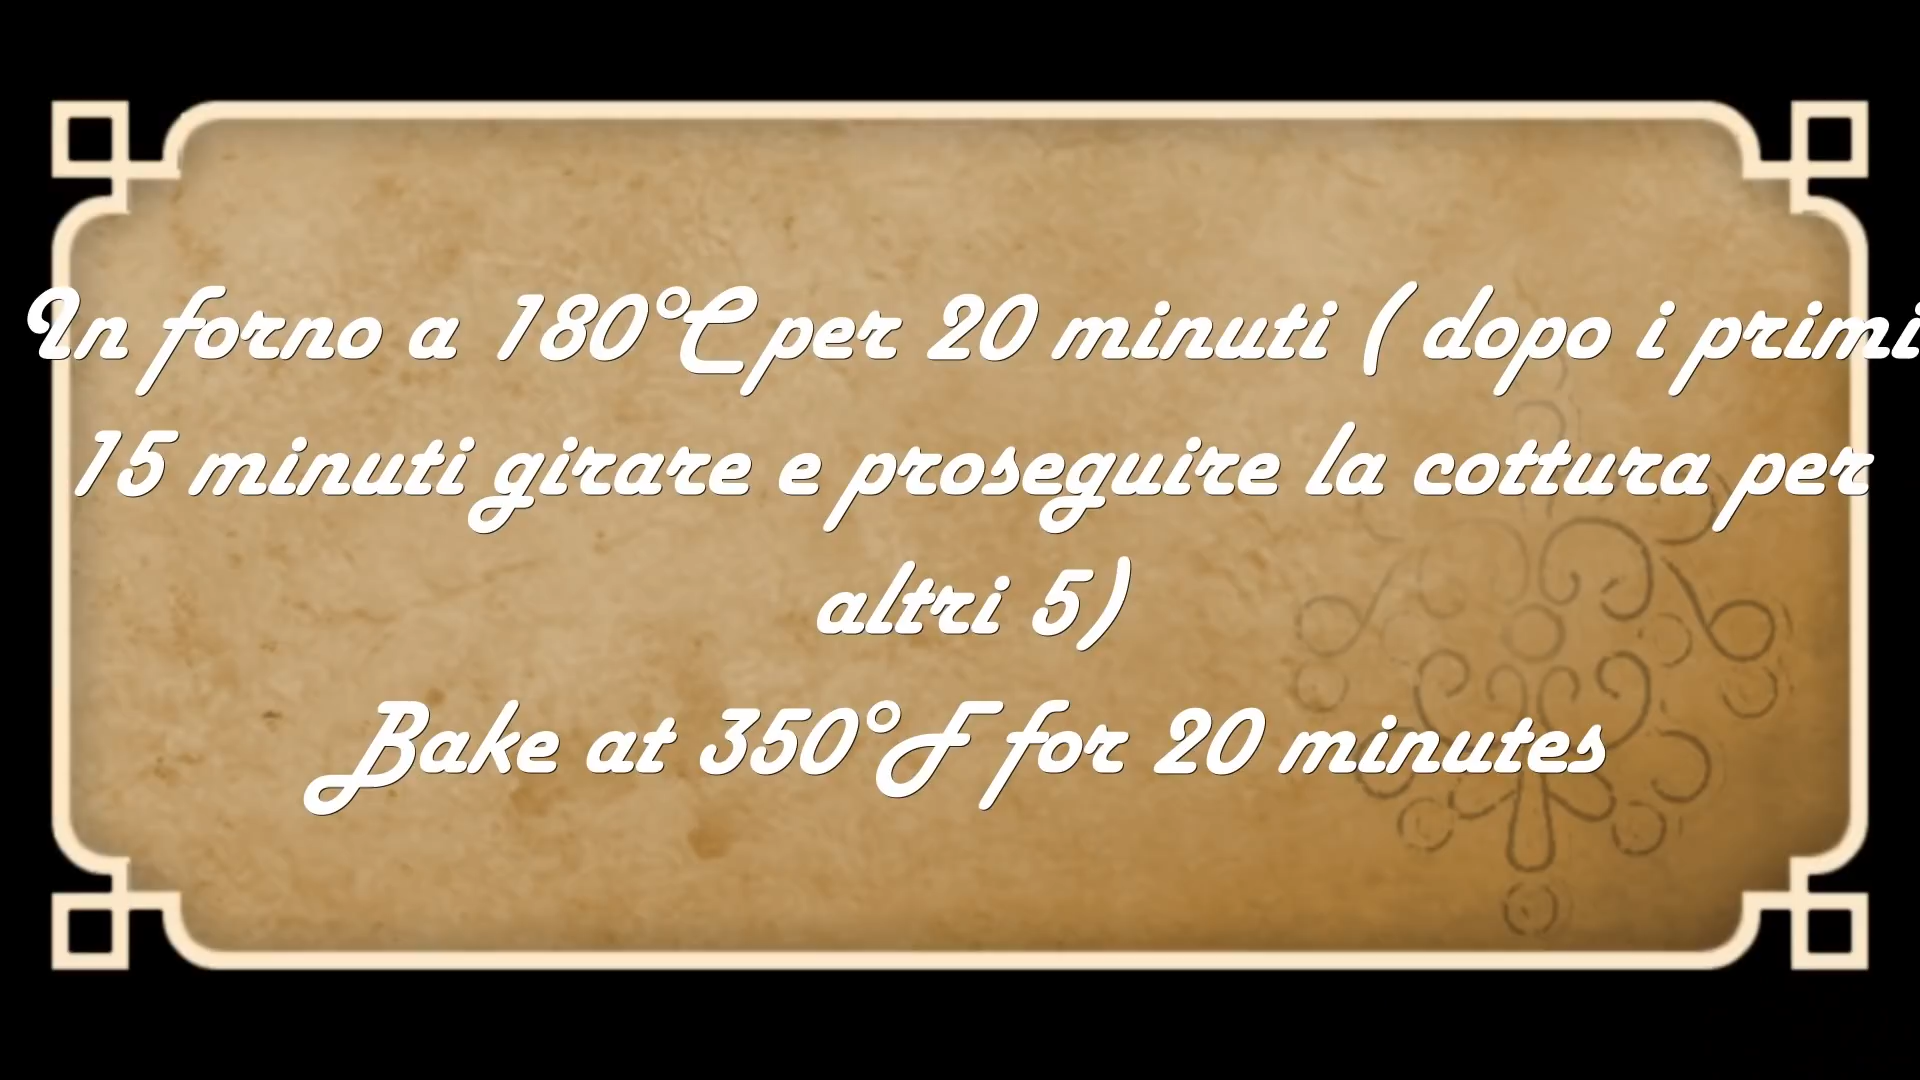 In forno a 180°C per 20 minuti ( dopo i primi
15 minuti girare e proseguire la cottura per
altri 5)
Bake at 350°F for 20 minutes